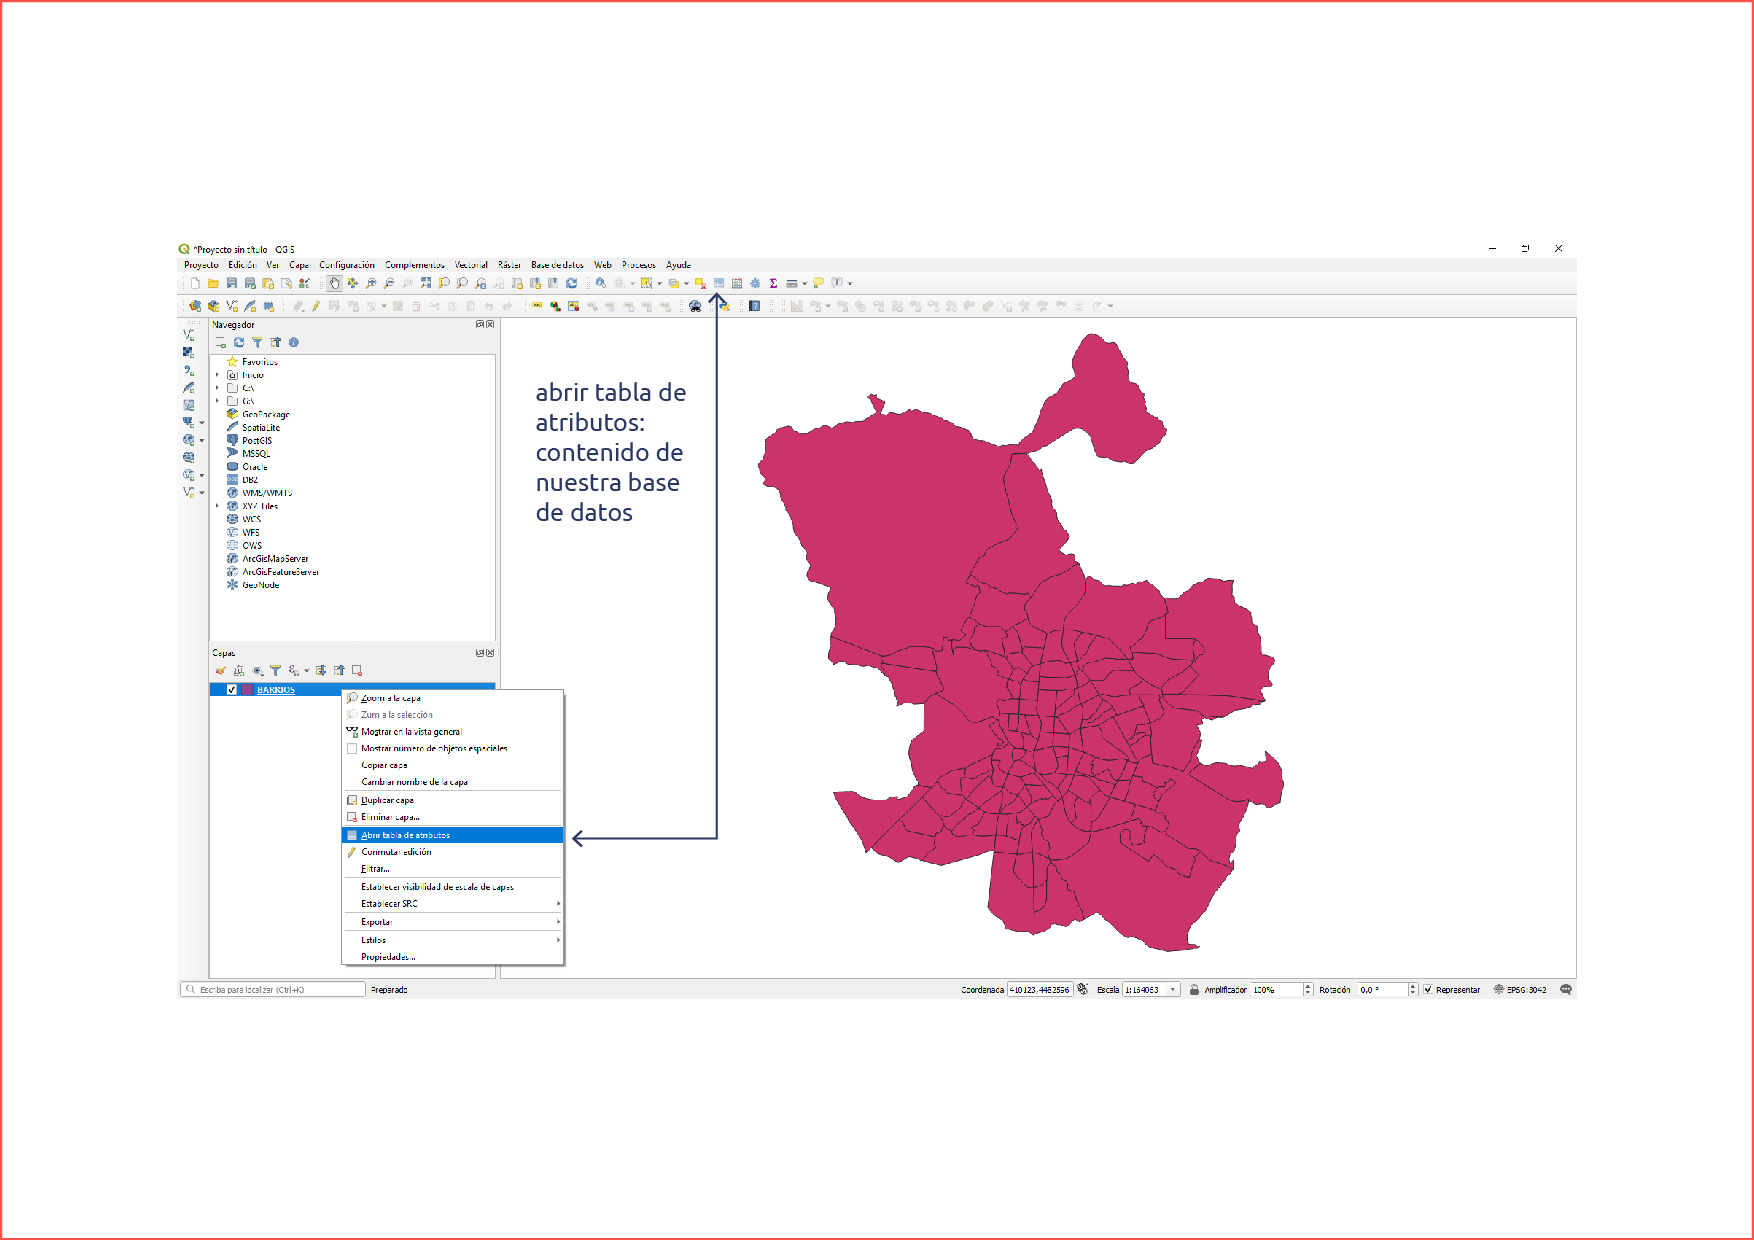 *Proyecto sin título - QGIS
Proyecto Edición Ver Capa Configuración Complementos Vectorial Ráster Base de datos Web Procesos Ayuda
Navegador
Favoritos
Inicio
C:\
G:\
GeoPackage
SpatiaLite
PostGIS
MSSQL
Oracle
DB2
WMS/WMTS
XYZ Tiles
WCS
WFS
OWS
ArcGisMapServer
ArcGisFeatureServer
GeoNode
abrir tabla de
atributos:
contenido de
nuestra base
de datos
Capas
BARRIOS
Zoom a la capa
Zum a la selección
Mostrar en la vista general
Mostrar número de objetos espaciales
Copiar capa
Cambiar nombre de la capa
Duplicar capa
Eliminar capa...
Abrir tabla de atributos
Conmutar edición
Filtrar...
Establecer visibilidad de escala de capas
Establecer SRC
Exportar
Estilos
Propiedades...
Escriba para localizar (Ctrl+K) Preparado Coordenada 410123,4482596 Escala 1:164063 Amplificador 100% Rotación 0,0 ° Representar EPSG:3042